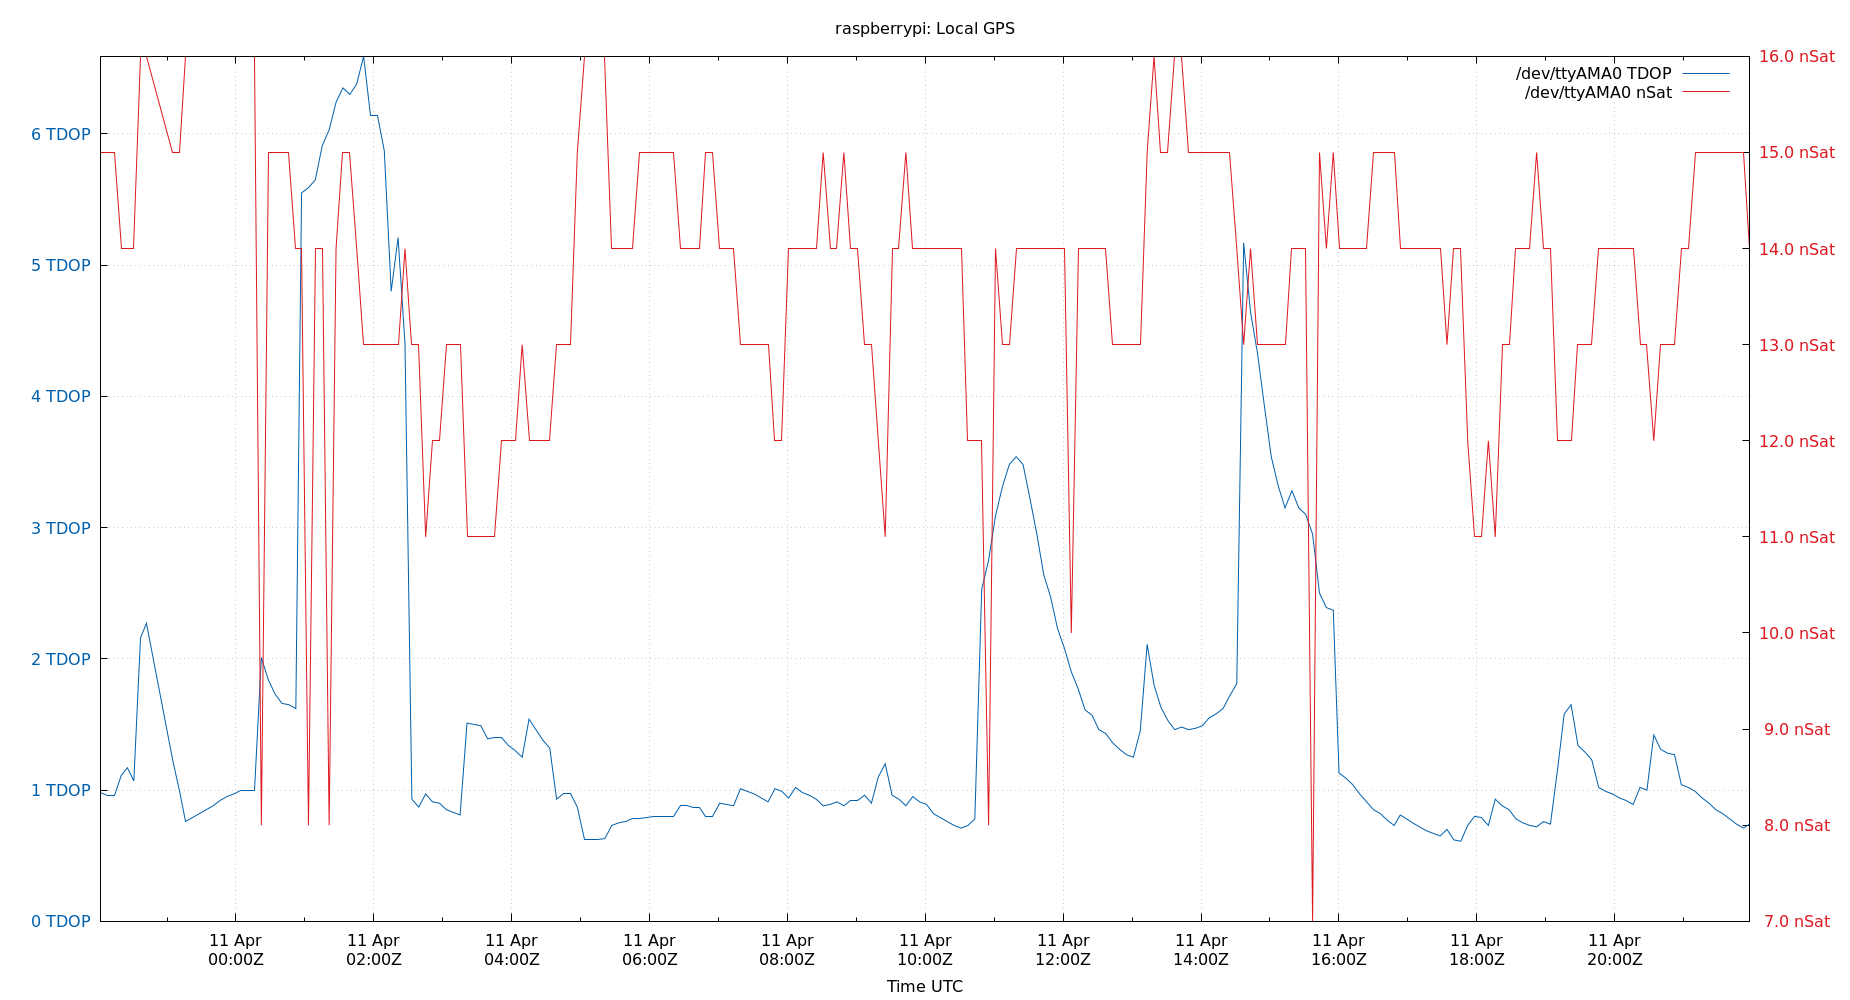 raspberrypi: Local GPS
/dev/ttyAMA0 TDOP
/dev/ttyAMA0 nSat
6 TDOP
5 TDOP
4 TDOP
3 TDOP
2 TDOP
1 TDOP
0 TDOP
16.0 nSat
15.0 nSat
14.0 nSat
13.0 nSat
12.0 nSat
11.0 nSat
10.0 nSat
9.0 nSat
8.0 nSat
7.0 nSat
11 Apr
00:00Z
11 Apr
02:00Z
11 Apr
04:00Z
11 Apr
06:00Z
11 Apr
08:00Z
11 Apr
10:00Z
11 Apr
12:00Z
11 Apr
14:00Z
11 Apr
16:00Z
11 Apr
18:00Z
11 Apr
20:00Z
Time UTC